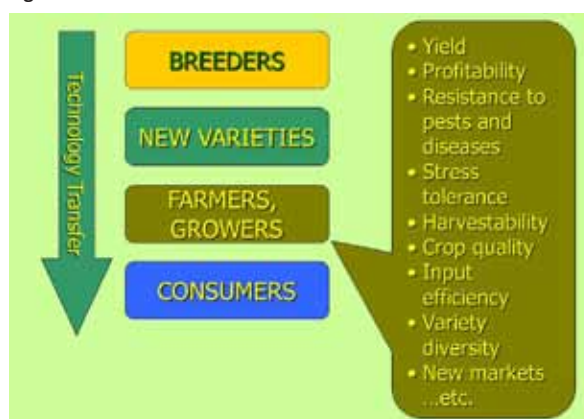 Technology Transfer
BREEDERS
NEW VARIETIES
FARMERS,
GROWERS
CONSUMERS
• Yield
• Profitability
• Resistance to
pests and
diseases
• Stress
tolerance
• Harvestability
• Crop quality
• Input
efficiency
• Variety
diversity
• New markets
...etc.